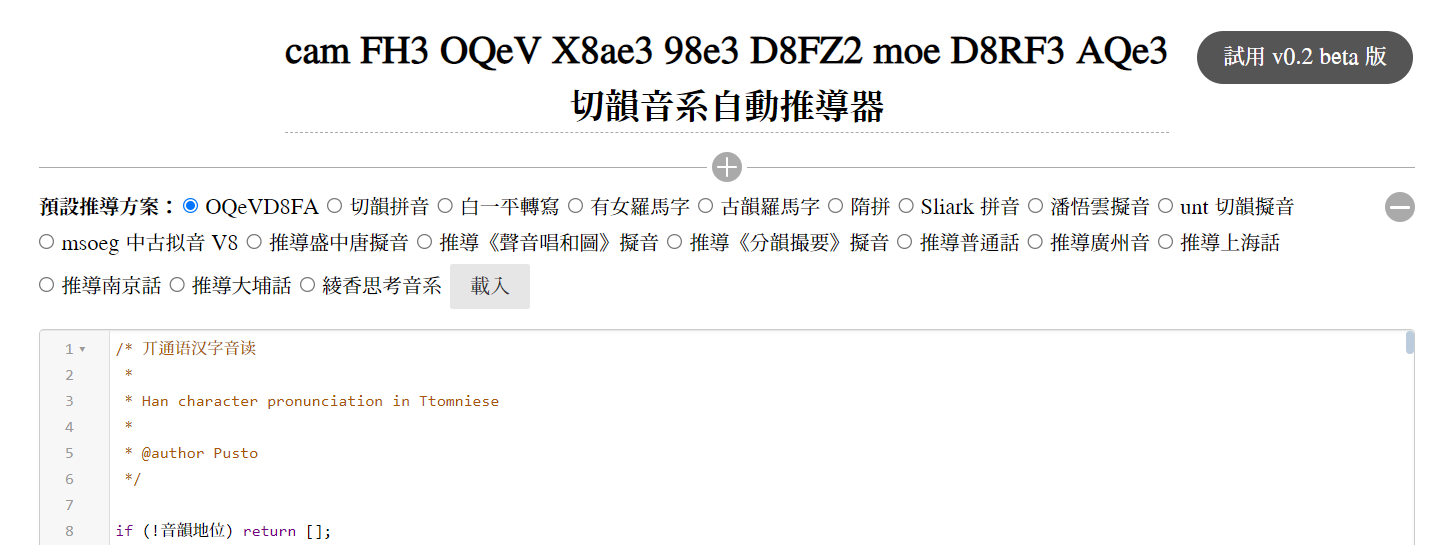 cam FH3 OQeV X8ae3 98e3 D8FZ2 moe D8RF3 AQe3
試用 v0.2 beta 版
切韻音系自動推導器
預設推導方案： OQeVD8FA 切韻拼音 白一平轉寫 有女羅馬字 古韻羅馬字 隋拼 Sliark 拼音 潘悟雲擬音 unt 切韻擬音
msoeg 中古拟音 V8 推導盛中唐擬音 推導《聲音唱和圖》擬音 推導《分韻撮要》擬音 推導普通話 推導廣州音 推導上海話
推導南京話 推導大埔話 綾香思考音系 載入
1 /* 丌通语汉字音读
2 *
3 * Han character pronunciation in Ttomniese
4 *
5 * @author Pusto
6 */
7
8 if (!音韻地位) return [];